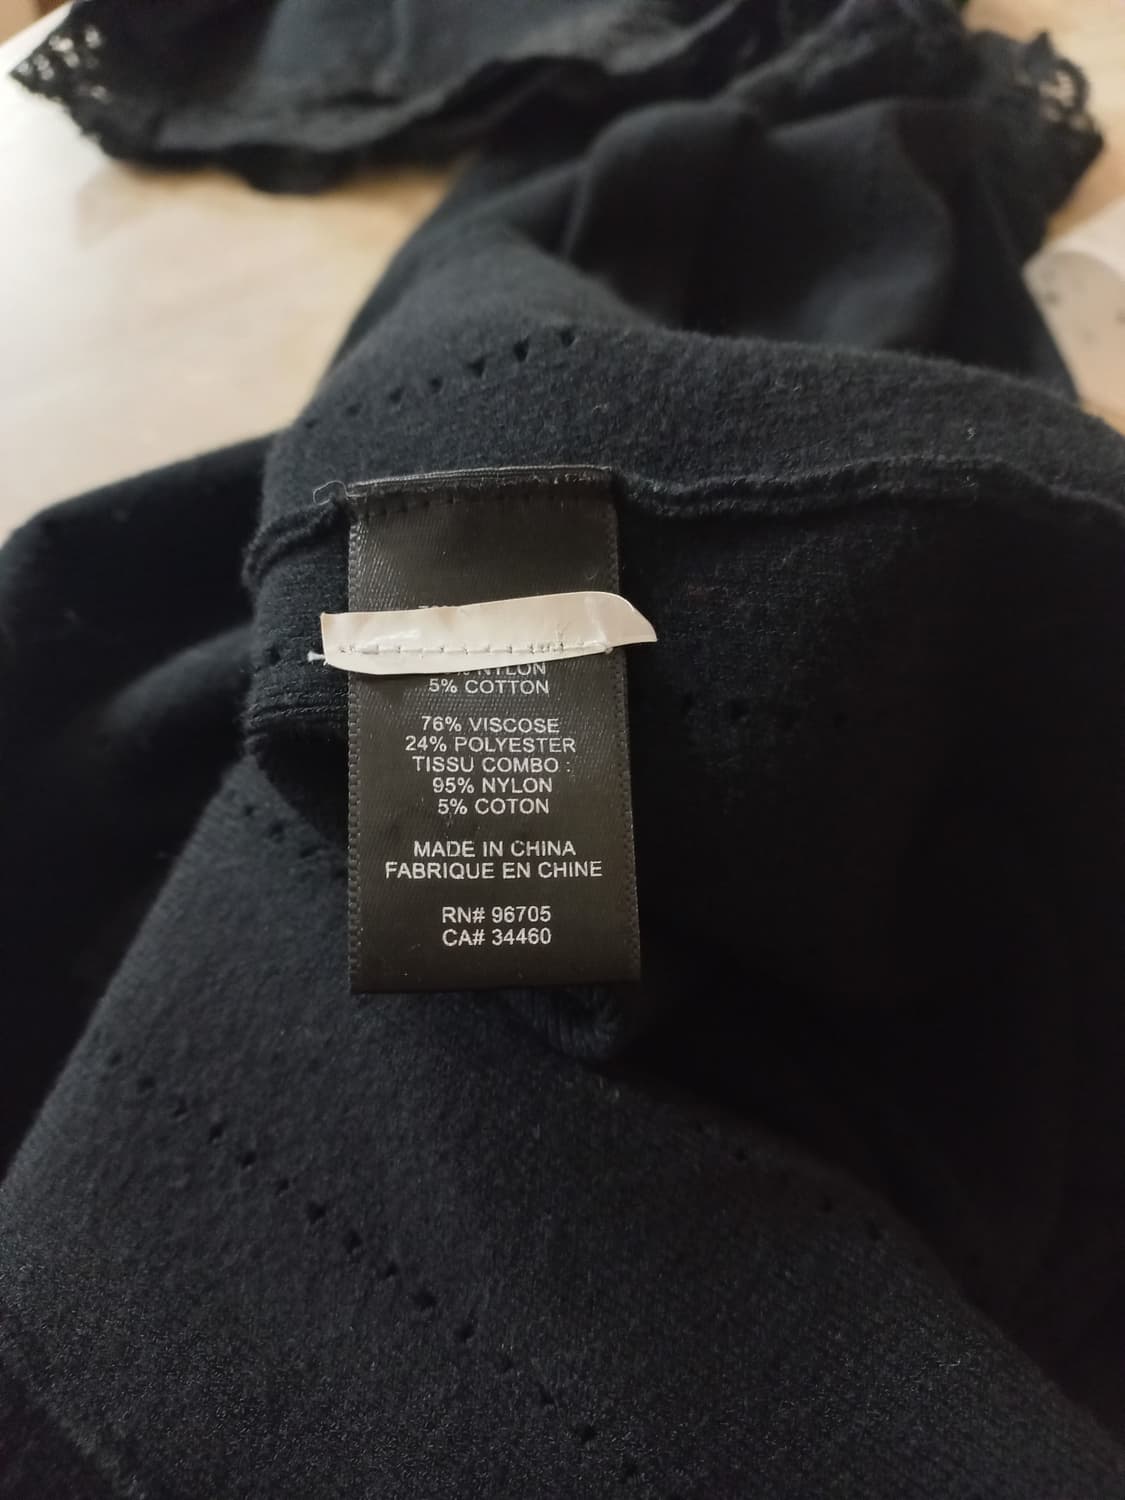 NYLON
5% COTTON
76% VISCOSE
24% POLYESTER
TISSU COMBO :
95% NYLON
5% COTON
MADE IN CHINA
FABRIQUE EN CHINE
RN# 96705
CA# 34460